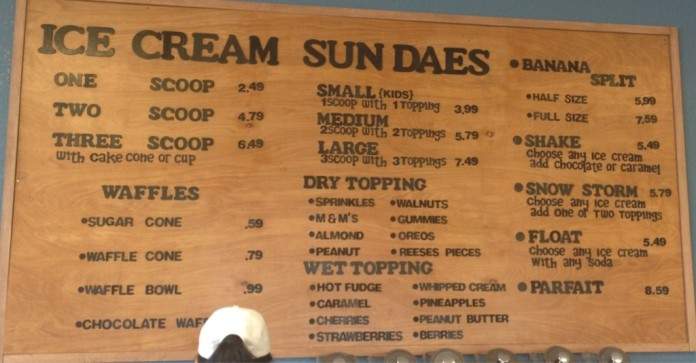 ICE CREAM
ONE SCOOP 2.49
TWO SCOOP 4.79
THREE SCOOP 6.49
with cake cone or cup
WAFFLES
•SUGAR CONE .59
•WAFFLE CONE .79
•WAFFLE BOWL .99
•CHOCOLATE
SUNDAES
SMALL (KIDS)
1scoop with 1Topping 3,99
MEDIUM
2scoop with 2Toppings 5.79
LARGE
3scoop with 3Toppings 7.49
DRY TOPPING
•SPRINKLES •WALNUTS
•M&M'S •GUMMIES
•ALMOND •OREOS
•PEANUT •REESES PIECES
WET TOPPING
•HOT FUDGE •WHIPPED CREAM
•CARAMEL •PINEAPPLES
•CHERRIES •PEANUT BUTTER
•STRAWBERRIES •BERRIES
•BANANA
SPLIT
•HALF SIZE 5,99
•FULL SIZE 7,59
•SHAKE 5.49
choose any ice cream
add chocolate or caramel
•SNOW STORM 5.79
choose any ice cream
add one of Two Toppings
•FLOAT 5.49
choose any ice cream
with any soda
•PARFAIT 8.59